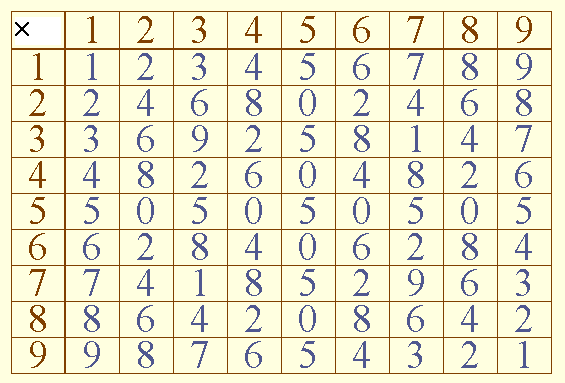 × 1 2 3 4 5 6 7 8 9
1 1 2 3 4 5 6 7 8 9
2 2 4 6 8 0 2 4 6 8
3 3 6 9 2 5 8 1 4 7
4 4 8 2 6 0 4 8 2 6
5 5 0 5 0 5 0 5 0 5
6 6 2 8 4 0 6 2 8 4
7 7 4 1 8 5 2 9 6 3
8 8 6 4 2 0 8 6 4 2
9 9 8 7 6 5 4 3 2 1